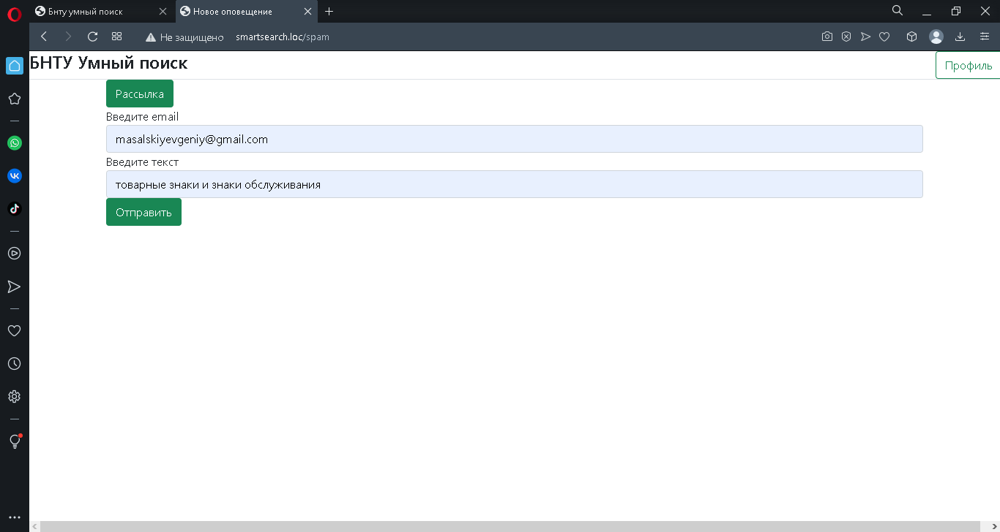 Бнту умный поиск
Новое оповещение
Не защищено smartsearch.loc/spam
БНТУ Умный поиск
Профиль
Рассылка
Введите email
masalskiyevgeniy@gmail.com
Введите текст
товарные знаки и знаки обслуживания
Отправить